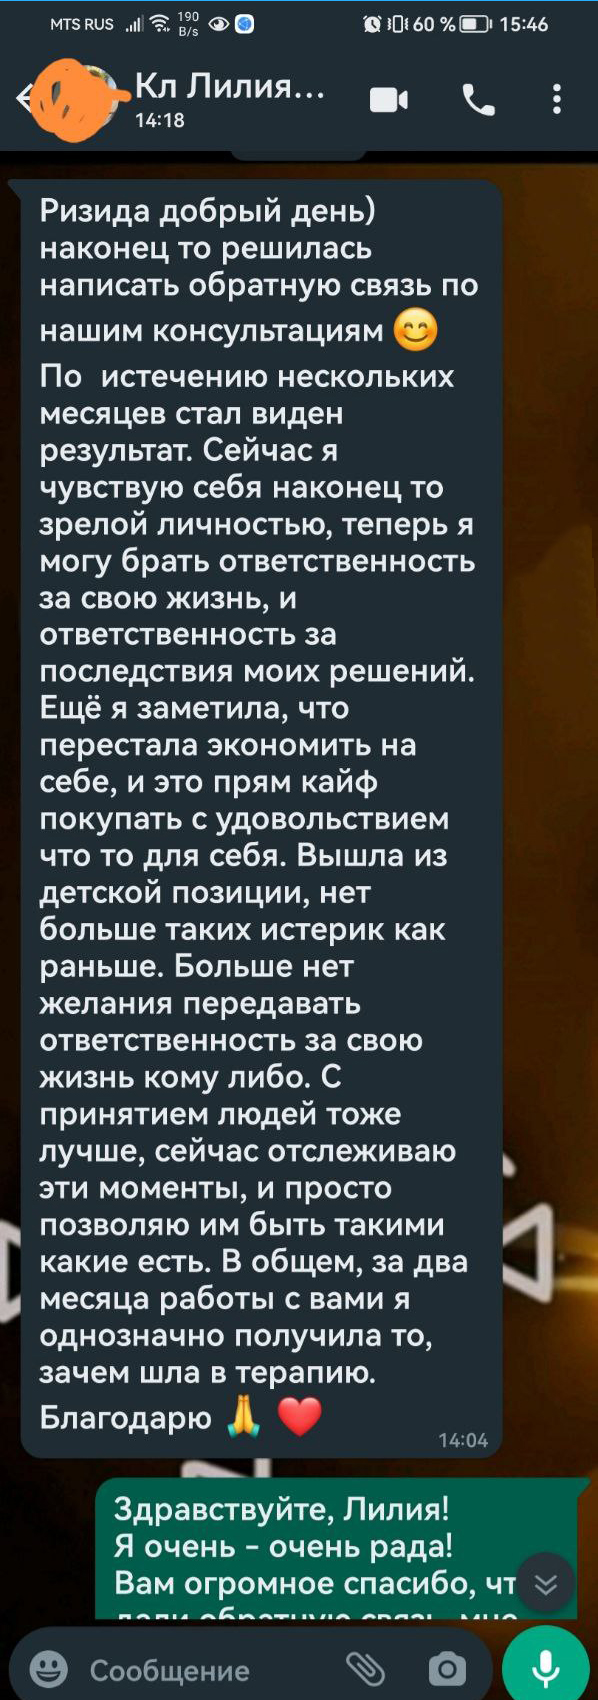 MTS RUS 190 B/s 60 % 15:46
Кл Лилия...
14:18
Ризида добрый день)
наконец то решилась
написать обратную связь по
нашим консультациям 😊
По истечению нескольких
месяцев стал виден
результат. Сейчас я
чувствую себя наконец то
зрелой личностью, теперь я
могу брать ответственность
за свою жизнь, и
ответственность за
последствия моих решений.
Ещё я заметила, что
перестала экономить на
себе, и это прям кайф
покупать с удовольствием
что то для себя. Вышла из
детской позиции, нет
больше таких истерик как
раньше. Больше нет
желания передавать
ответственность за свою
жизнь кому либо. С
принятием людей тоже
лучше, сейчас отслеживаю
эти моменты, и просто
позволяю им быть такими
какие есть. В общем, за два
месяца работы с вами я
однозначно получила то,
зачем шла в терапию.
Благодарю 🙏 ❤️
14:04
Здравствуйте, Лилия!
Я очень - очень рада!
Вам огромное спасибо, чт
дали обратную связь, мне
Сообщение